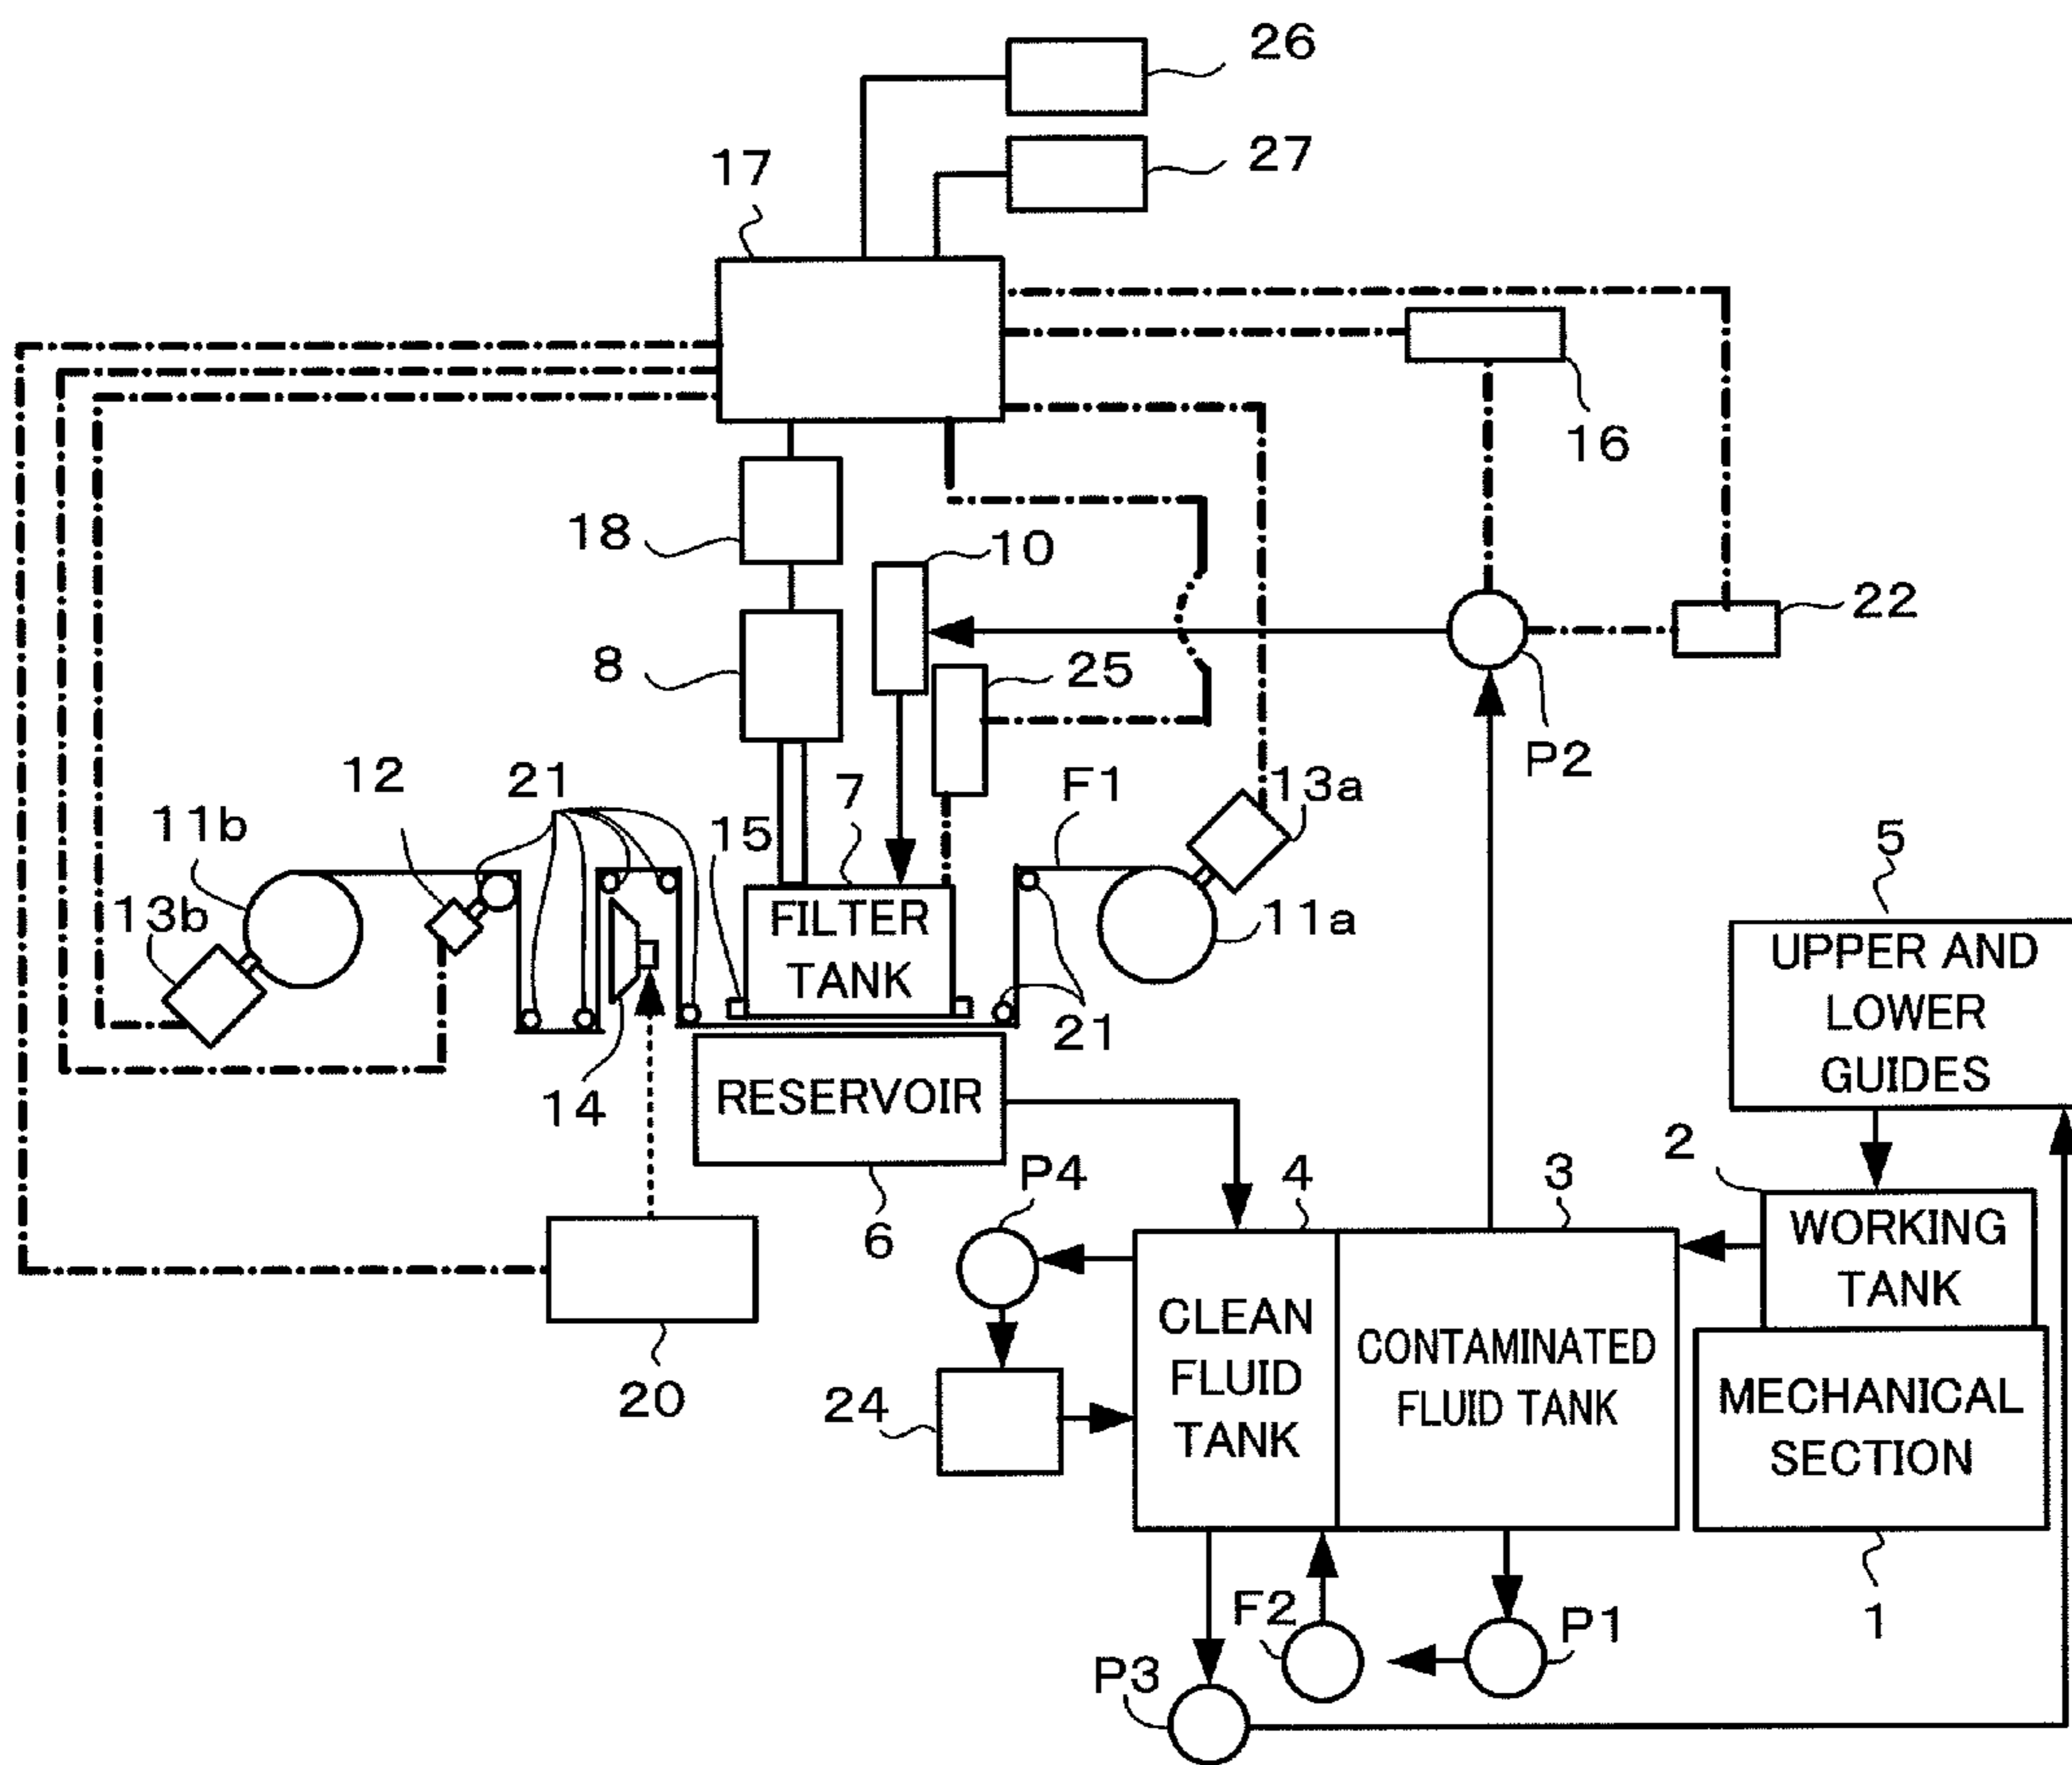 26
27
17
16
18
10
22
8
25
P2
12
21
7
F1
13a
11b
15
5
13b
FILTER
TANK
11a
UPPER AND
LOWER
GUIDES
21
14
RESERVOIR
2
P4
4
3
6
WORKING
TANK
CLEAN
FLUID
TANK
CONTAMINATED
FLUID TANK
20
24
MECHANICAL
SECTION
F2
P1
1
P3